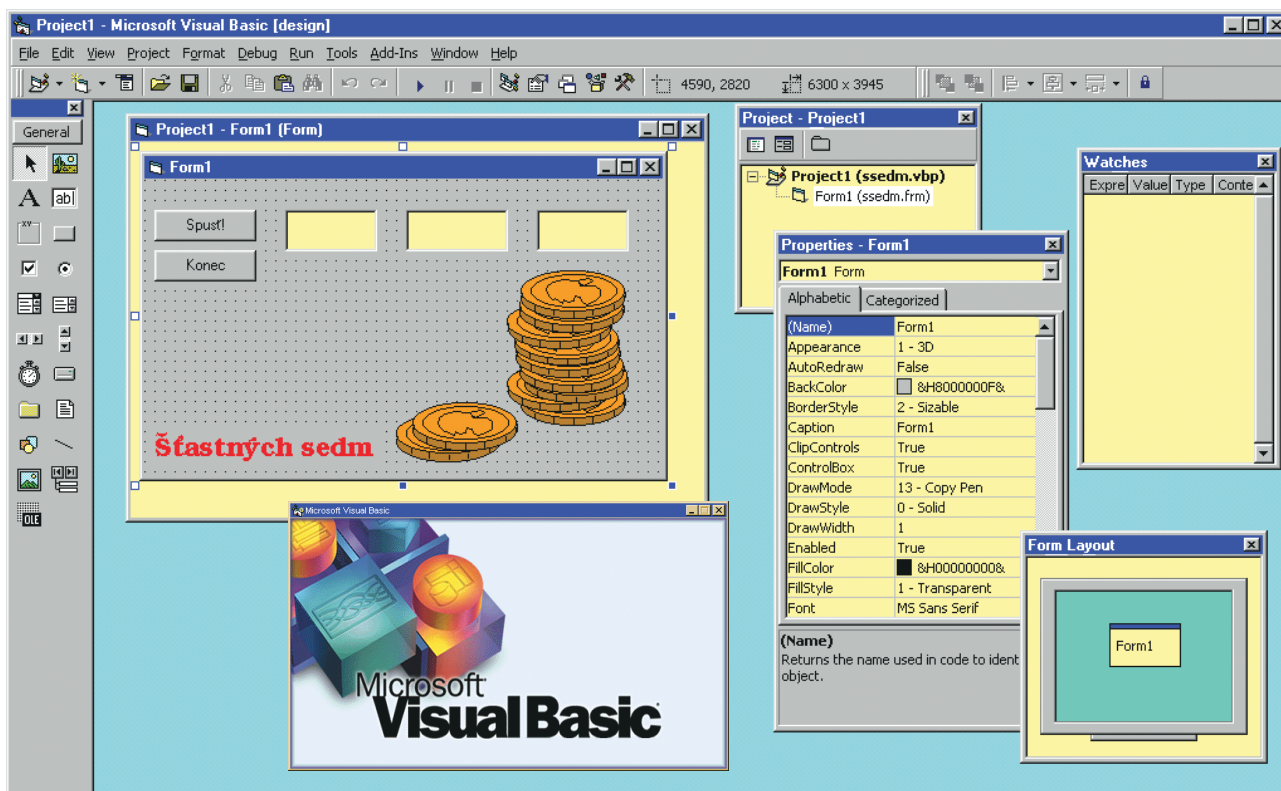 Project1 - Microsoft Visual Basic [design]
File Edit View Project Format Debug Run Tools Add-Ins Window Help
4590, 2820 6300 x 3945
General
A ab|
XY
OLE
Project1 - Form1 (Form)
Form1
Spusť!
Konec
Šťastných sedm
Microsoft Visual Basic
Microsoft
Visual Basic
Project - Project1
Project1 (ssedm.vbp)
Form1 (ssedm.frm)
Properties - Form1
Form1 Form
Alphabetic Categorized
(Name) Form1
Appearance 1 - 3D
AutoRedraw False
BackColor &H8000000F&
BorderStyle 2 - Sizable
Caption Form1
ClipControls True
ControlBox True
DrawMode 13 - Copy Pen
DrawStyle 0 - Solid
DrawWidth 1
Enabled True
FillColor &H00000000&
FillStyle 1 - Transparent
Font MS Sans Serif
(Name)
Returns the name used in code to ident
object.
Watches
Expre Value Type Conte
Form Layout
Form1